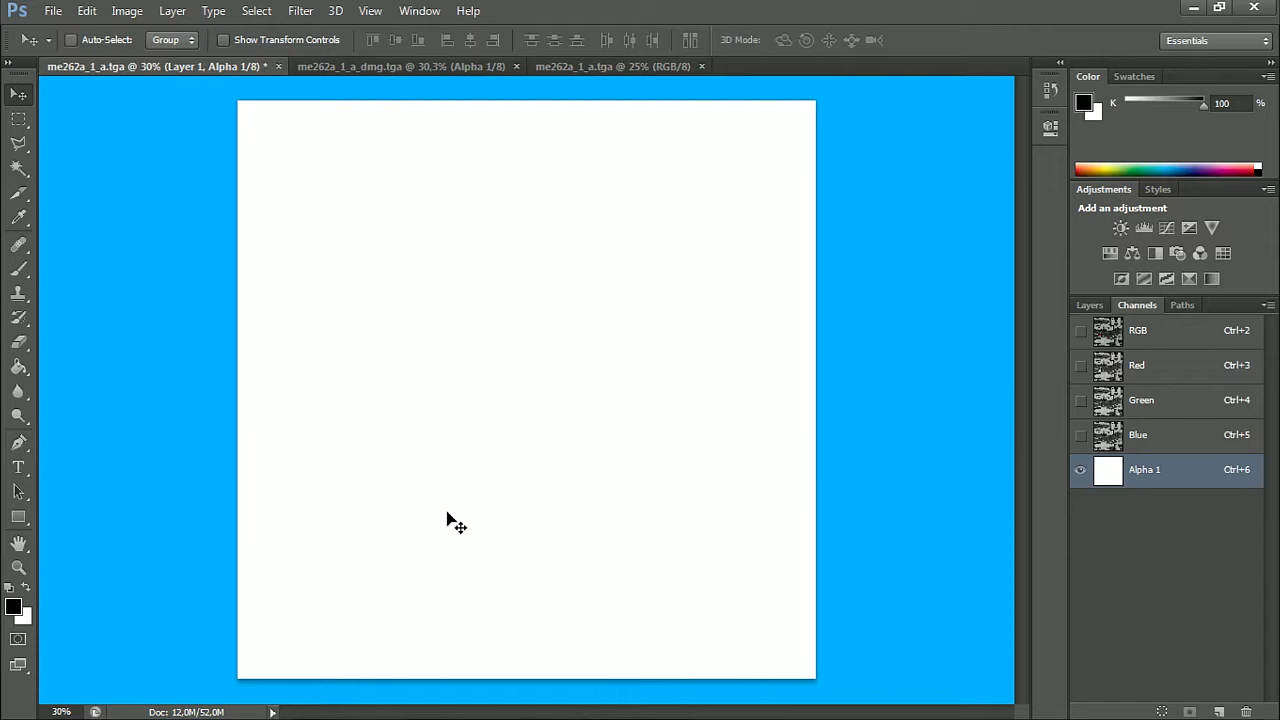 Ps File Edit Image Layer Type Select Filter 3D View Window Help
Auto-Select: Group Show Transform Controls 3D Mode: Essentials
me262a_1_a.tga @ 30% (Layer 1, Alpha 1/8) * × me262a_1_a_dmg.tga @ 30,3% (Alpha 1/8) × me262a_1_a.tga @ 25% (RGB/8) ×
Color Swatches
K 100 %
Adjustments Styles
Add an adjustment
Layers Channels Paths
RGB Ctrl+2
Red Ctrl+3
Green Ctrl+4
Blue Ctrl+5
Alpha 1 Ctrl+6
T
30% Doc: 12,0M/52,0M